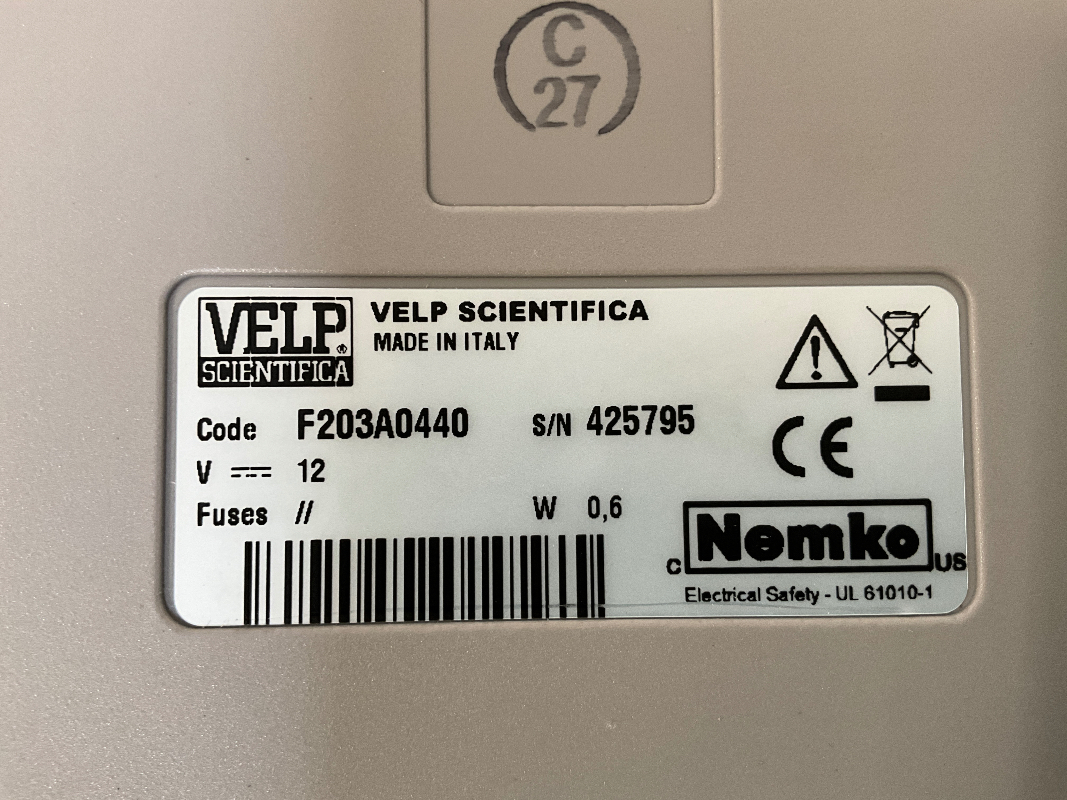 C
27
VELP®
SCIENTIFICA
VELP SCIENTIFICA
MADE IN ITALY
Code F203A0440 S/N 425795
V ⎓ 12
Fuses // W 0,6
CE
c Nemko us
Electrical Safety - UL 61010-1